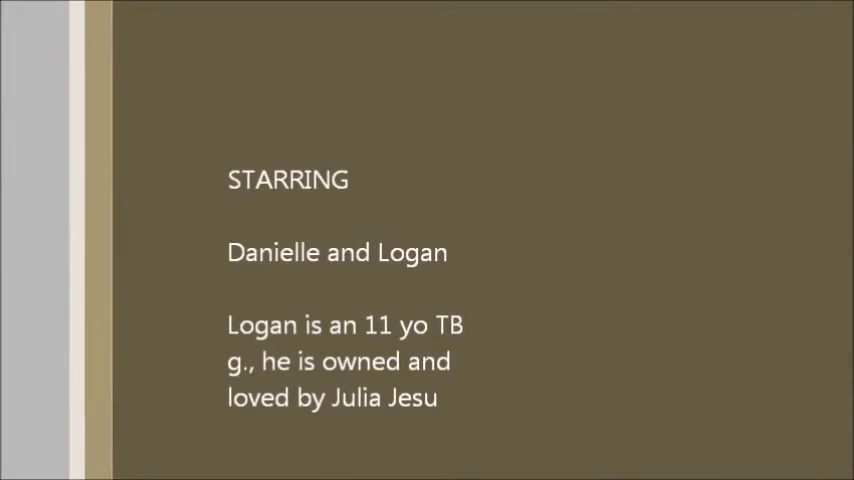 STARRING
Danielle and Logan
Logan is an 11 yo TB
g., he is owned and
loved by Julia Jesu